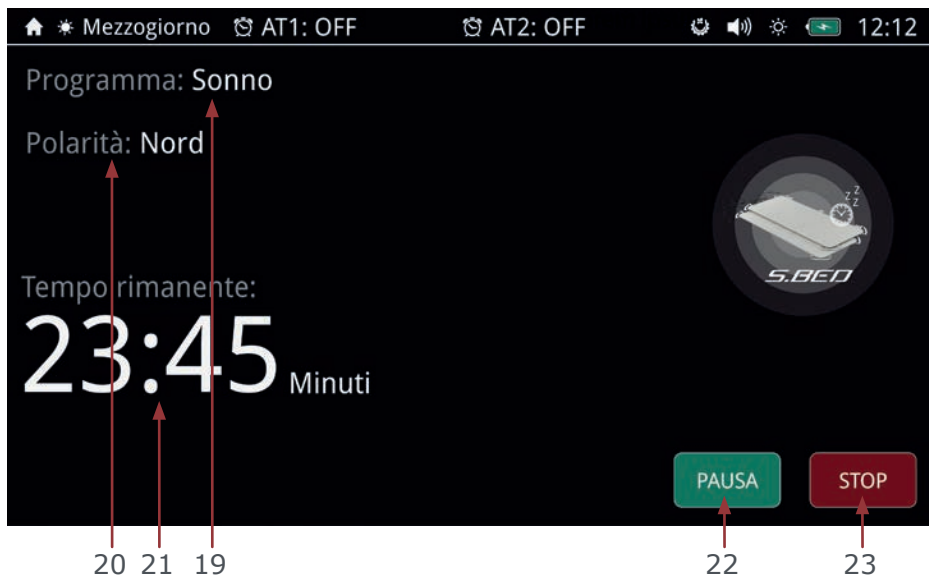 Mezzogiorno AT1: OFF AT2: OFF 12:12
Programma: Sonno
Polarità: Nord
z z z
S.BED
Tempo rimanente:
23:45 Minuti
PAUSA STOP
20 21 19 22 23